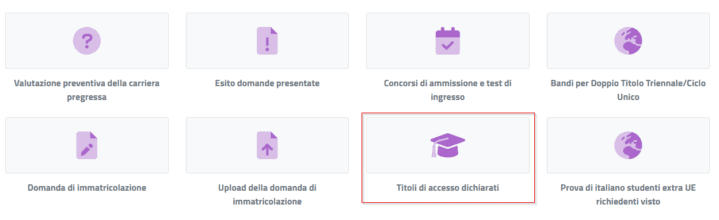 Valutazione preventiva della carriera
pregressa
Esito domande presentate
Concorsi di ammissione e test di
ingresso
Bandi per Doppio Titolo Triennale/Ciclo
Unico
Domanda di immatricolazione
Upload della domanda di
immatricolazione
Titoli di accesso dichiarati
Prova di italiano studenti extra UE
richiedenti visto